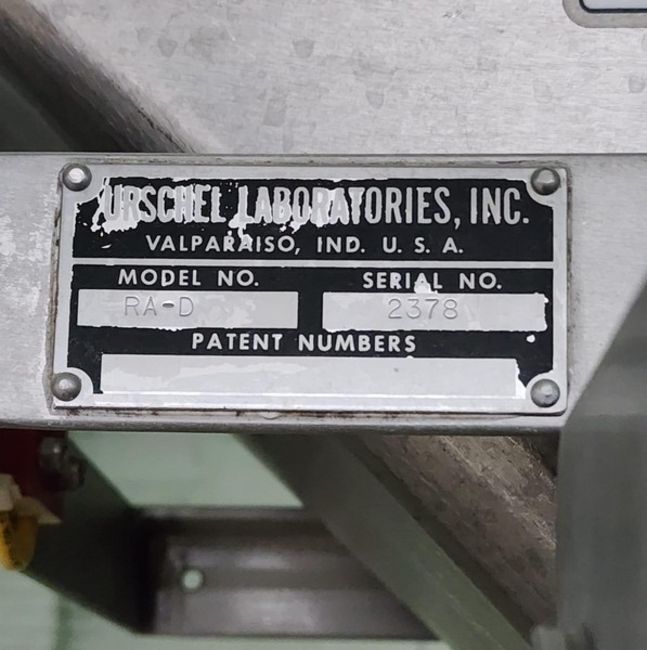 URSCHEL LABORATORIES, INC.
VALPARAISO, IND. U. S. A.
MODEL NO. SERIAL NO.
RA-D 2378
PATENT NUMBERS